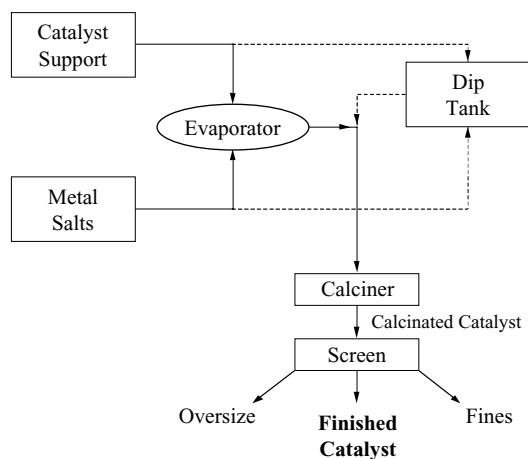 Catalyst
Support
Dip
Tank
Evaporator
Metal
Salts
Calciner
Calcinated Catalyst
Screen
Oversize
Finished
Catalyst
Fines